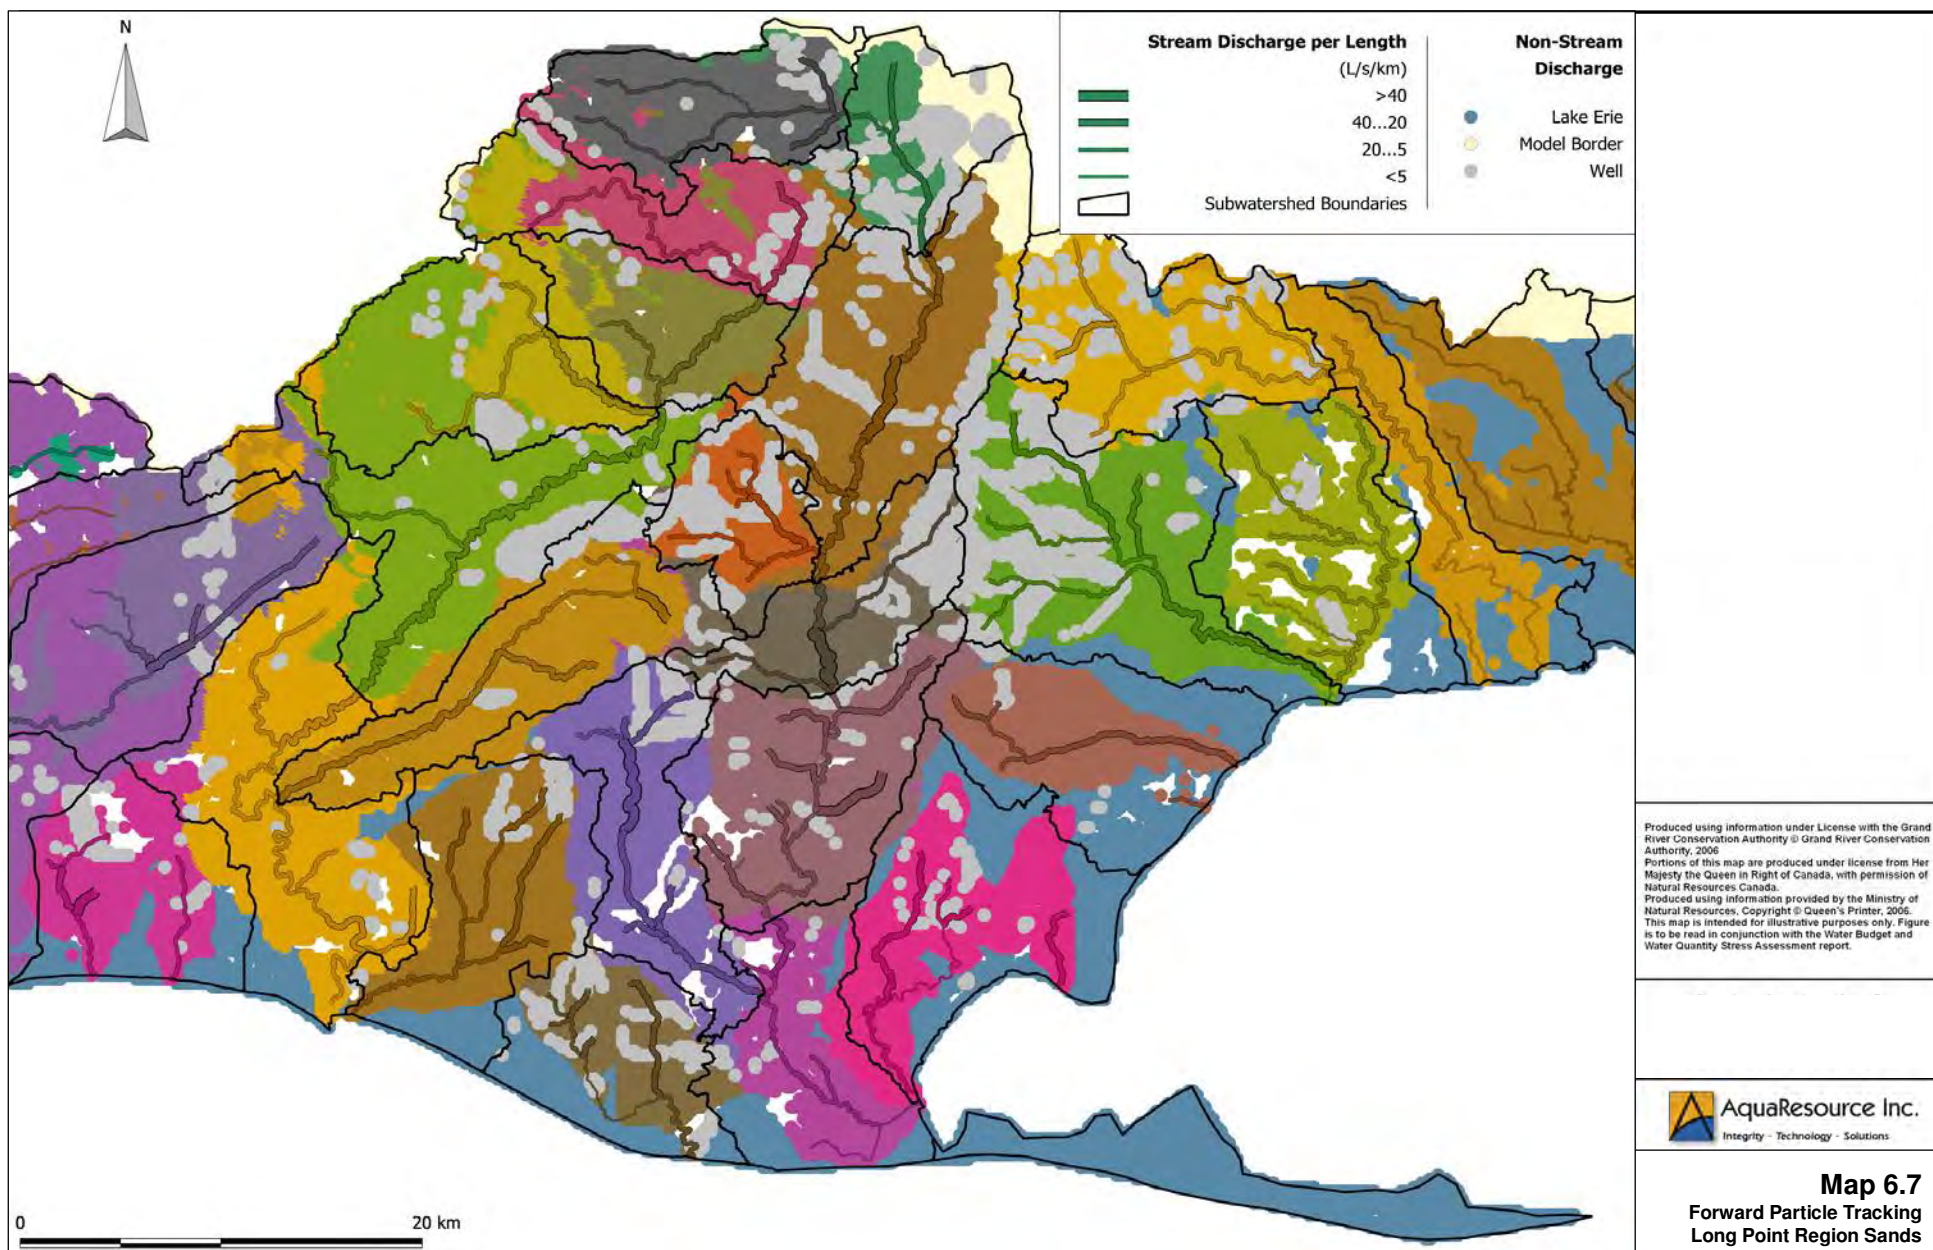 N
Stream Discharge per Length
(L/s/km)
>40
40...20
20...5
<5
Subwatershed Boundaries
Non-Stream
Discharge
Lake Erie
Model Border
Well
0
20 km
Produced using information under License with the Grand
River Conservation Authority © Grand River Conservation
Authority, 2006
Portions of this map are produced under license from Her
Majesty the Queen in Right of Canada, with permission of
Natural Resources Canada.
Produced using information provided by the Ministry of
Natural Resources, Copyright © Queen's Printer, 2006.
This map is intended for illustrative purposes only. Figure
is to be read in conjunction with the Water Budget and
Water Quantity Stress Assessment report.
AquaResource Inc.
Integrity - Technology - Solutions
Map 6.7
Forward Particle Tracking
Long Point Region Sands